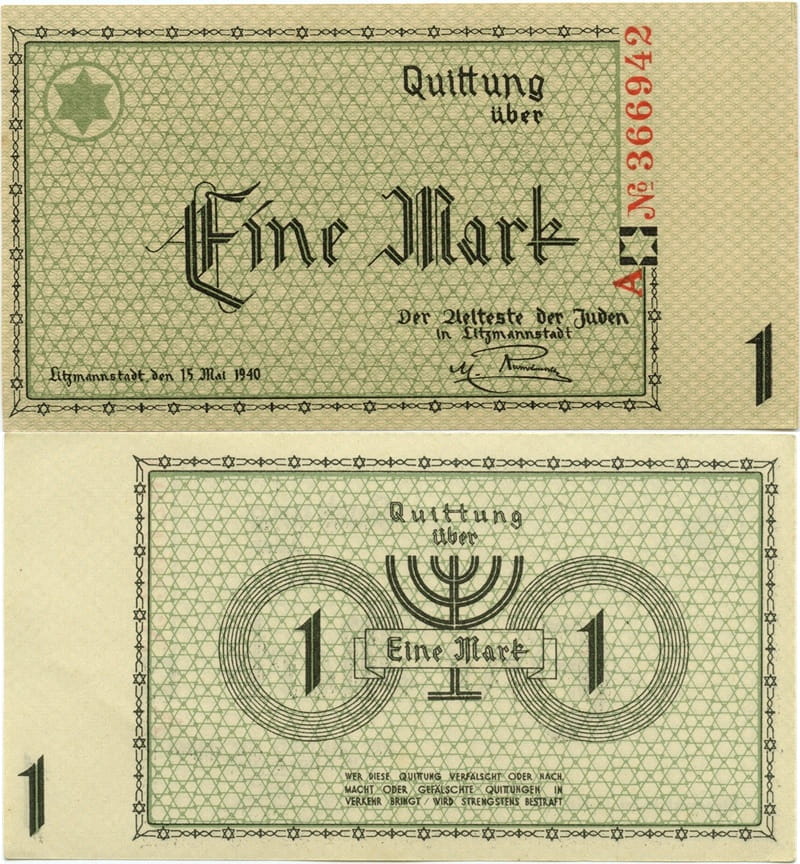 Quittung
über
Eine Mark
Der Aelteste der Juden
in Litzmannstadt
Litzmannstadt, den 15. Mai 1940
A № 366942
1
Quittung
über
1 Eine Mark 1
WER DIESE QUITTUNG VERFÄLSCHT ODER NACH,
MACHT ODER GEFÄLSCHTE QUITTUNGEN IN
VERKEHR BRINGT / WIRD STRENGSTENS BESTRAFT
1